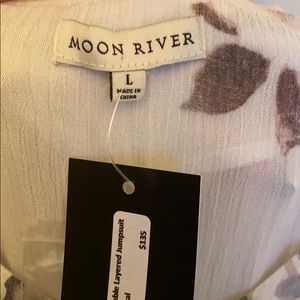 MOON RIVER
L
MADE IN
CHINA
Layered Jumpsuit
$135